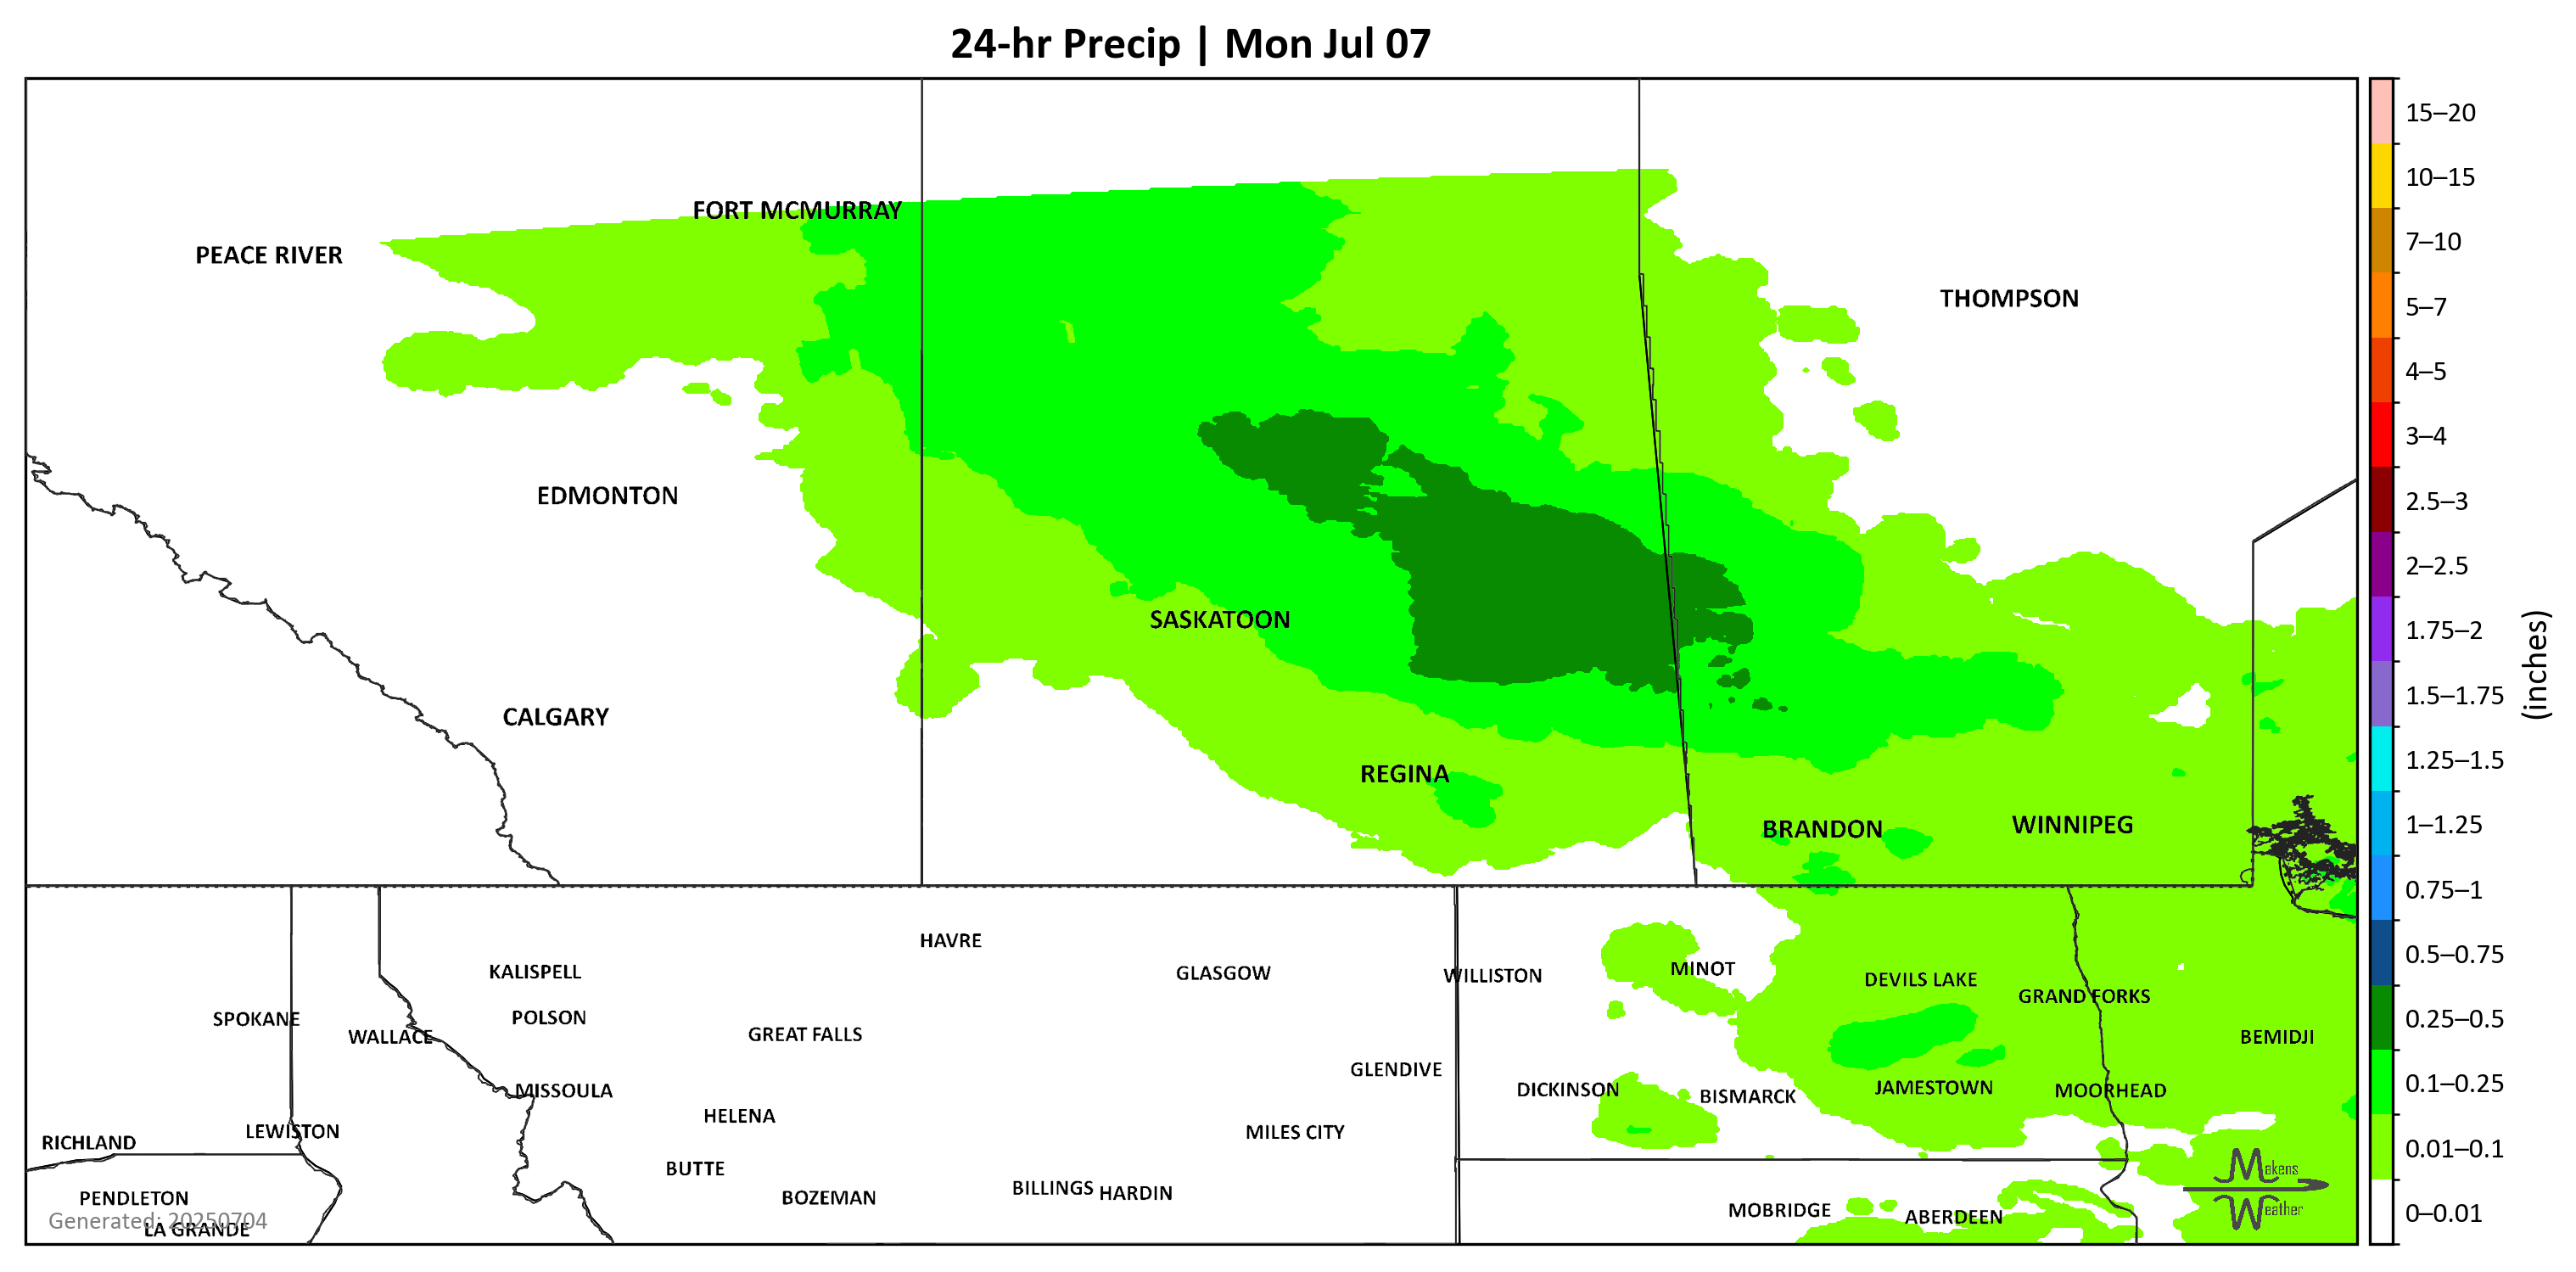 24-hr Precip | Mon Jul 07
15–20
10–15
7–10
5–7
4–5
3–4
2.5–3
2–2.5
1.75–2
1.5–1.75
1.25–1.5
1–1.25
0.75–1
0.5–0.75
0.25–0.5
0.1–0.25
0.01–0.1
0–0.01
(inches)
FORT MCMURRAY
PEACE RIVER
THOMPSON
EDMONTON
SASKATOON
CALGARY
REGINA
BRANDON
WINNIPEG
HAVRE
KALISPELL
GLASGOW
WILLISTON
MINOT
DEVILS LAKE
GRAND FORKS
SPOKANE
WALLACE
POLSON
GREAT FALLS
BEMIDJI
GLENDIVE
MISSOULA
DICKINSON
BISMARCK
JAMESTOWN
MOORHEAD
HELENA
LEWISTON
MILES CITY
RICHLAND
BUTTE
PENDLETON
BOZEMAN
BILLINGS
HARDIN
MOBRIDGE
ABERDEEN
Generated: 20250704
LA GRANDE
Makens
Weather